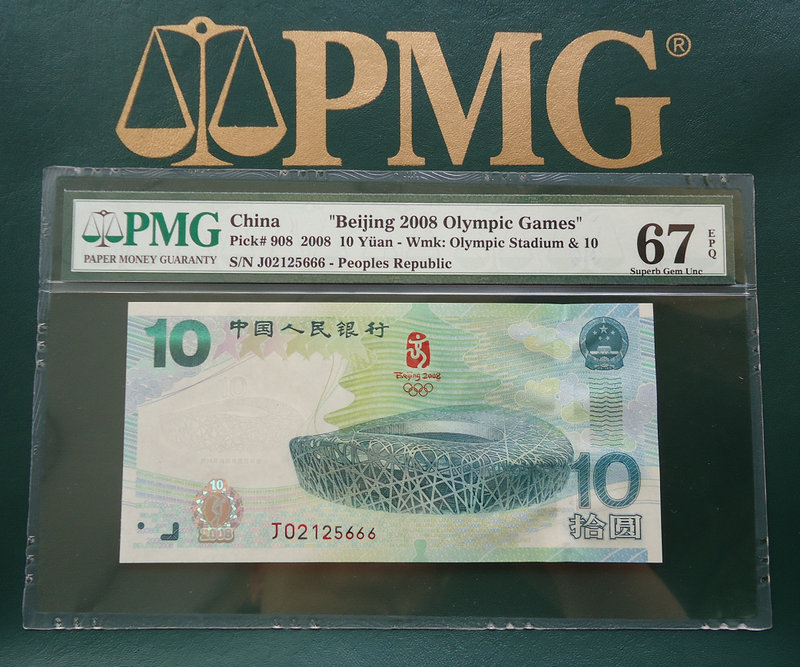 PMG®
PMG
PAPER MONEY GUARANTY
China "Beijing 2008 Olympic Games"
Pick# 908 2008 10 Yüan - Wmk: Olympic Stadium & 10
S/N J02125666 - Peoples Republic
67
EPQ
Superb Gem Unc
10
中国人民银行
Beijing 2008
10
2008
J02125666
10
拾圆